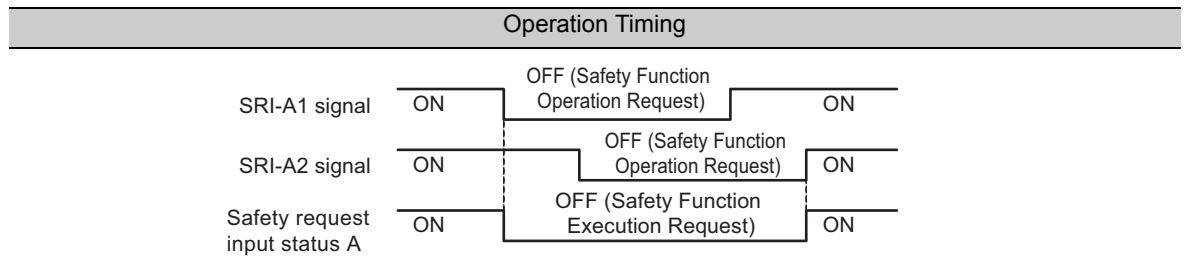 Operation Timing
OFF (Safety Function
Operation Request)
SRI-A1 signal ON ON
OFF (Safety Function
Operation Request)
SRI-A2 signal ON ON
OFF (Safety Function
Execution Request)
Safety request
input status A
ON ON